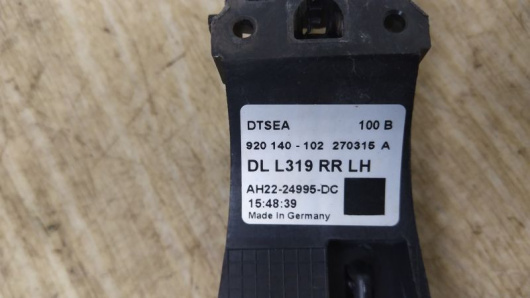 DTSEA 100 B
920 140 - 102 270315 A
DL L319 RR LH
AH22-24995-DC
15:48:39
Made In Germany